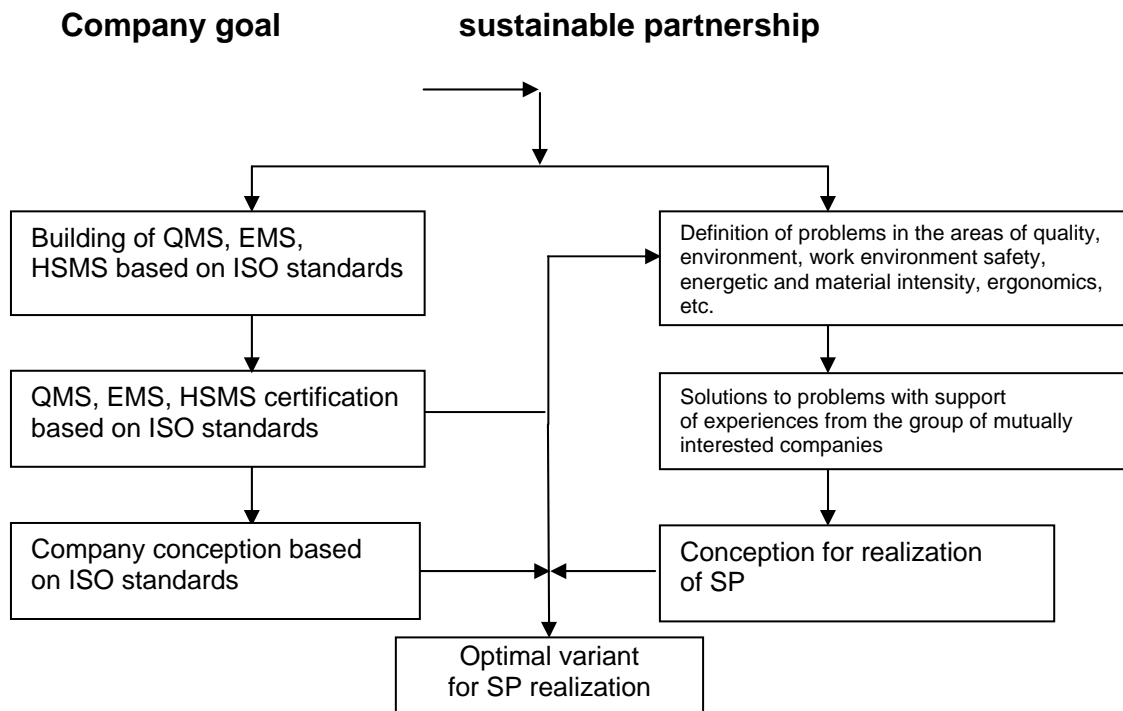 Company goal sustainable partnership
Building of QMS, EMS,
HSMS based on ISO standards
Definition of problems in the areas of quality,
environment, work environment safety,
energetic and material intensity, ergonomics,
etc.
QMS, EMS, HSMS certification
based on ISO standards
Solutions to problems with support
of experiences from the group of mutually
interested companies
Company conception based
on ISO standards
Conception for realization
of SP
Optimal variant
for SP realization